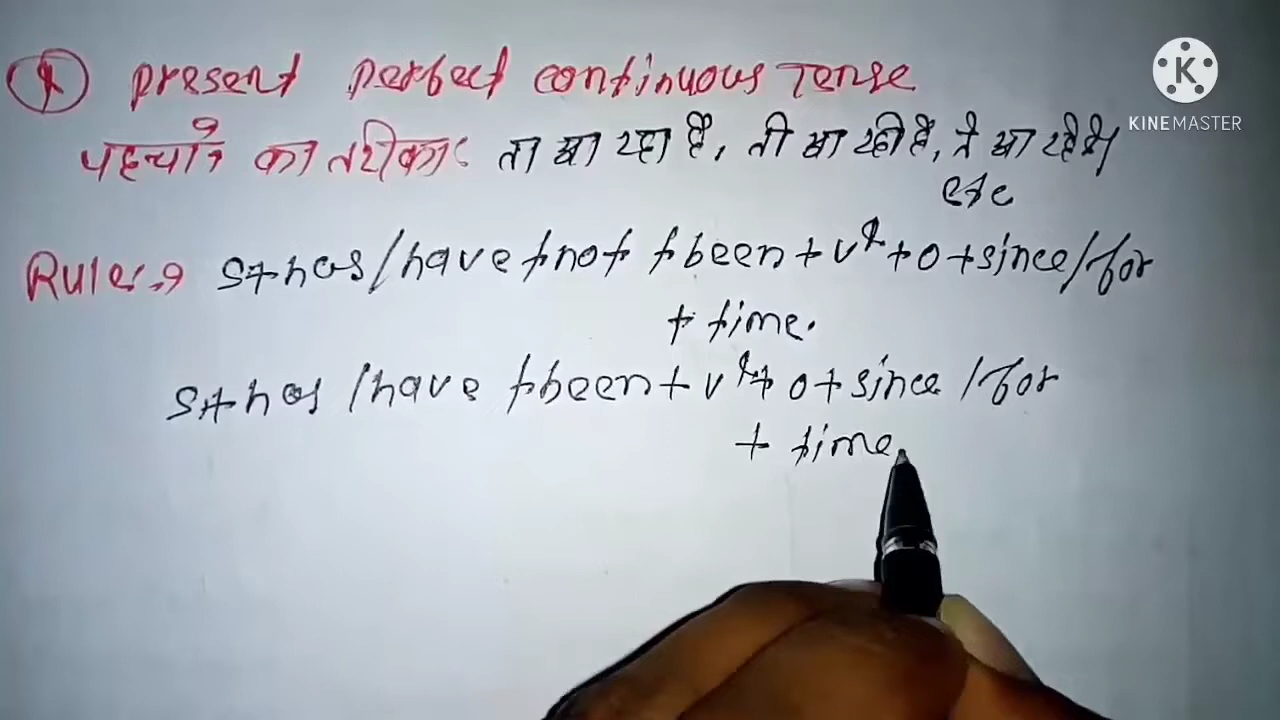 ① Present Perfect continuous Tense
KINEMASTER
पहचान का तरीका: ता आ रहा है, ती आ रही है, ते आ रहे हैं
etc
Rule:→ S+has/have+not+been+v⁴+o+since/for
+ time.
S+has/have+been+v⁴+o+since/for
+ time.